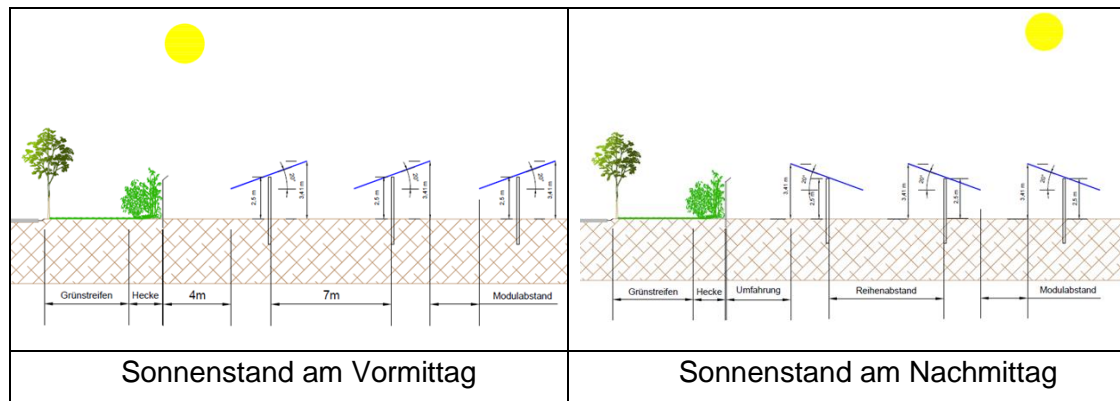 2,5 m
20°
3,41 m
2,5 m
20°
3,41 m
2,5 m
20°
3,41 m
Grünstreifen
Hecke
4m
7m
Modulabstand
3,41 m
2,5 m
20°
3,41 m
20°
2,5 m
3,41 m
20°
2,5 m
Grünstreifen
Hecke
Umfahrung
Reihenabstand
Modulabstand
Sonnenstand am Vormittag
Sonnenstand am Nachmittag